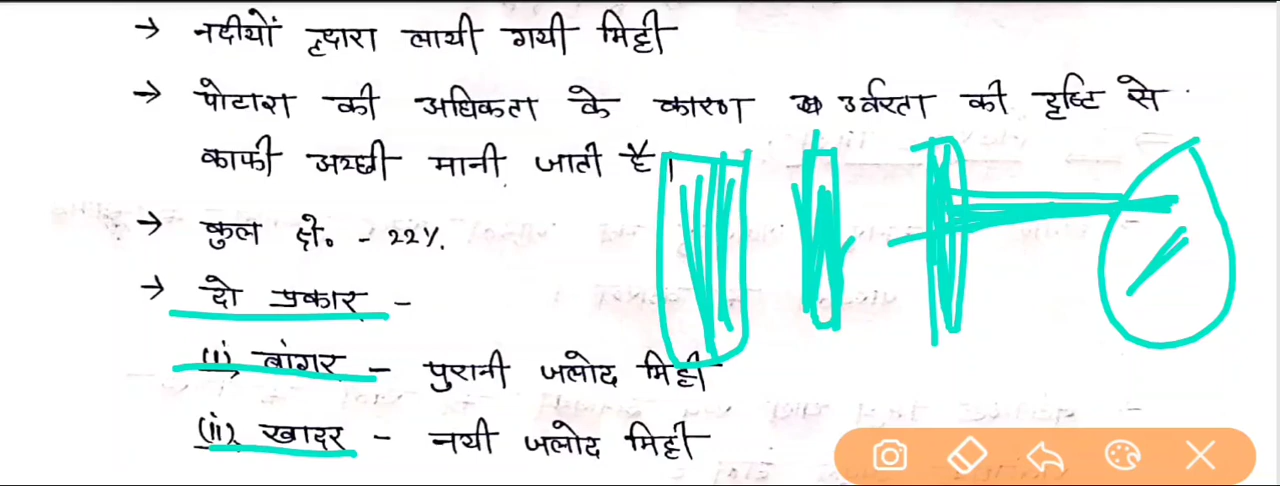 → नदीयों द्वारा लायी गयी मिट्टी
→ पोटाश की अधिकता के कारण उर्वरता की दृष्टि से
काफी अच्छी मानी जाती है।
→ कुल क्षे० - 22%.
→ दो प्रकार -
(i) बांगर - पुरानी जलोद मिट्टी
(ii) खादर - नयी जलोद मिट्टी